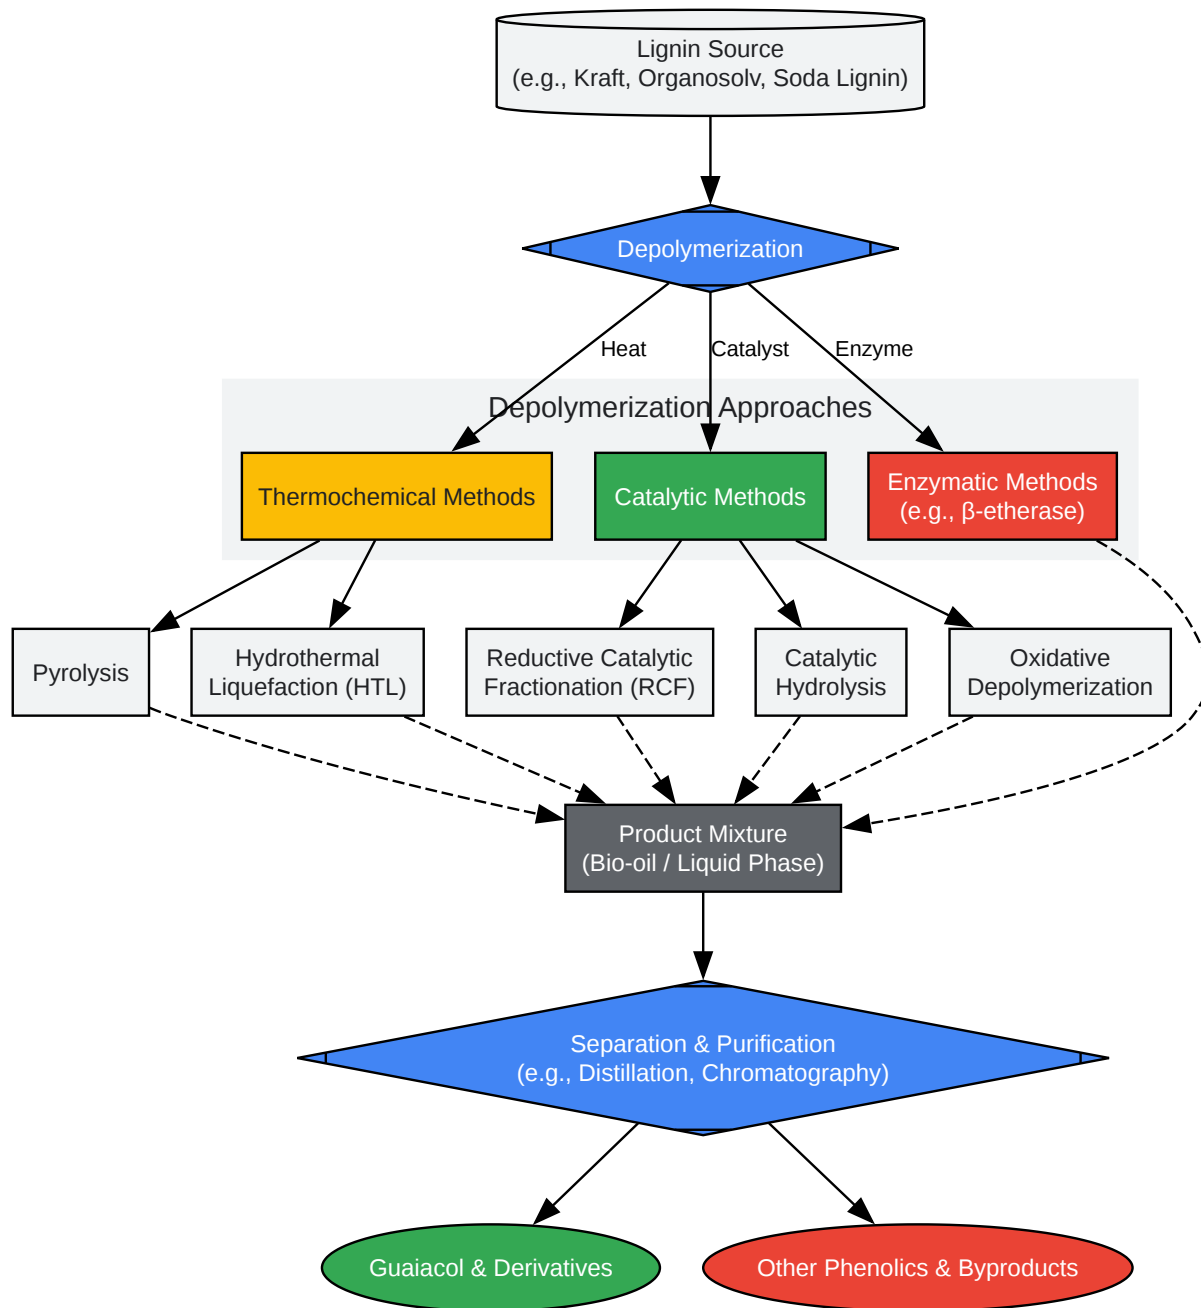 Lignin Source
(e.g., Kraft, Organosolv, Soda Lignin)
Depolymerization
Heat
Catalyst
Enzyme
Depolymerization Approaches
Thermochemical Methods
Catalytic Methods
Enzymatic Methods
(e.g., β-etherase)
Pyrolysis
Hydrothermal
Liquefaction (HTL)
Reductive Catalytic
Fractionation (RCF)
Catalytic
Hydrolysis
Oxidative
Depolymerization
Product Mixture
(Bio-oil / Liquid Phase)
Separation & Purification
(e.g., Distillation, Chromatography)
Guaiacol & Derivatives
Other Phenolics & Byproducts